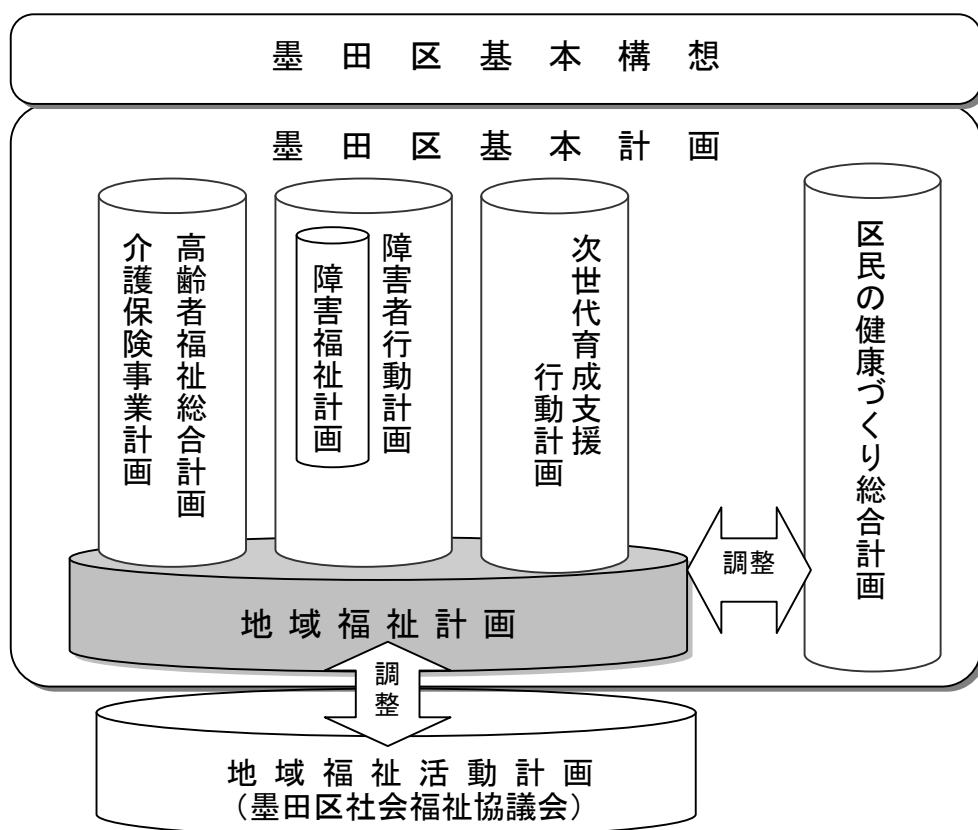 墨田区基本構想
墨田区基本計画
高齢者福祉総合計画
介護保険事業計画
障害者行動計画
障害福祉計画
次世代育成支援
行動計画
区民の健康づくり総合計画
調整
地域福祉計画
調整
地域福祉活動計画
（墨田区社会福祉協議会）